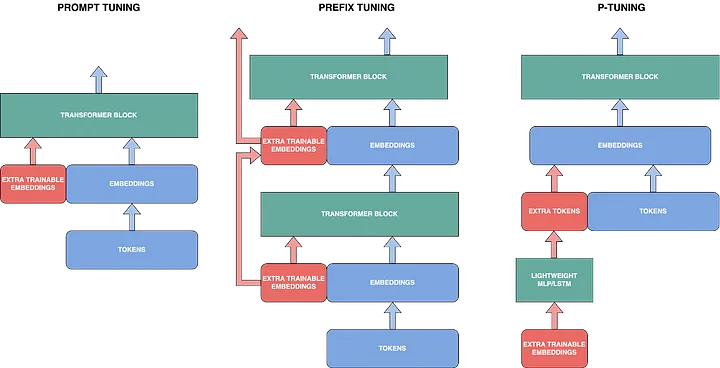 PROMPT TUNING
TRANSFORMER BLOCK
EXTRA TRAINABLE
EMBEDDINGS
EMBEDDINGS
TOKENS
PREFIX TUNING
TRANSFORMER BLOCK
EXTRA TRAINABLE
EMBEDDINGS
EMBEDDINGS
TRANSFORMER BLOCK
EXTRA TRAINABLE
EMBEDDINGS
EMBEDDINGS
TOKENS
P-TUNING
TRANSFORMER BLOCK
EMBEDDINGS
EXTRA TOKENS
TOKENS
LIGHTWEIGHT
MLP/LSTM
EXTRA TRAINABLE
EMBEDDINGS